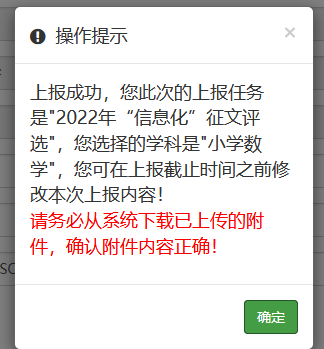 操作提示
×
上报成功，您此次的上报任务
是"2022年“信息化”征文评
选"，您选择的学科是"小学数
学"，您可在上报截止时间之前修
改本次上报内容！
请务必从系统下载已上传的附
件，确认附件内容正确！
SC
确定